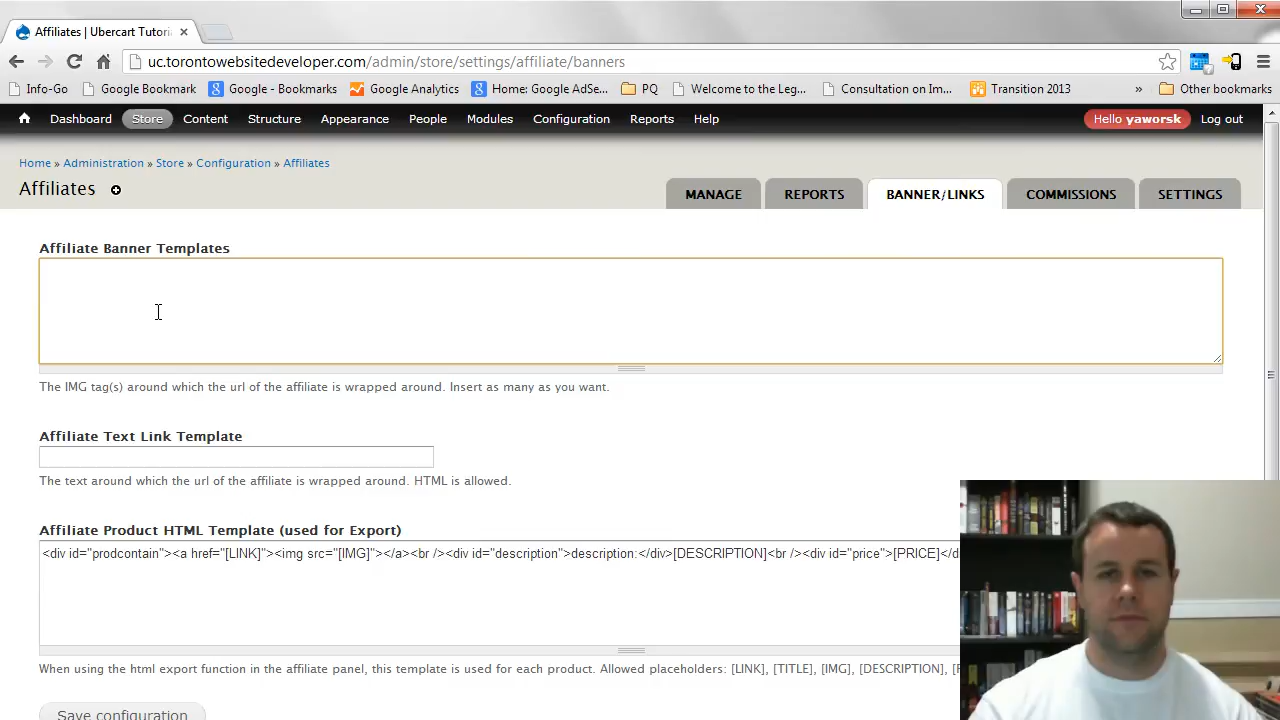 Affiliates | Ubercart Tutori
uc.torontowebsitedeveloper.com/admin/store/settings/affiliate/banners
Info-Go Google Bookmark Google Bookmarks Google Analytics Home: Google AdSe... PQ Welcome to the Leg... Consultation on Im... Transition 2013 » Other bookmarks
Dashboard Store Content Structure Appearance People Modules Configuration Reports Help Hello yaworsk Log out
Home » Administration » Store » Configuration » Affiliates
Affiliates
MANAGE REPORTS BANNER/LINKS COMMISSIONS SETTINGS
Affiliate Banner Templates
The IMG tag(s) around which the url of the affiliate is wrapped around. Insert as many as you want.
Affiliate Text Link Template
The text around which the url of the affiliate is wrapped around. HTML is allowed.
Affiliate Product HTML Template (used for Export)
<div id="prodcontain"><a href="[LINK]"><img src="[IMG]"></a><br /><div id="description">description:</div>[DESCRIPTION]<br /><div id="price">[PRICE]</d
When using the html export function in the affiliate panel, this template is used for each product. Allowed placeholders: [LINK], [TITLE], [IMG], [DESCRIPTION],
Save configuration